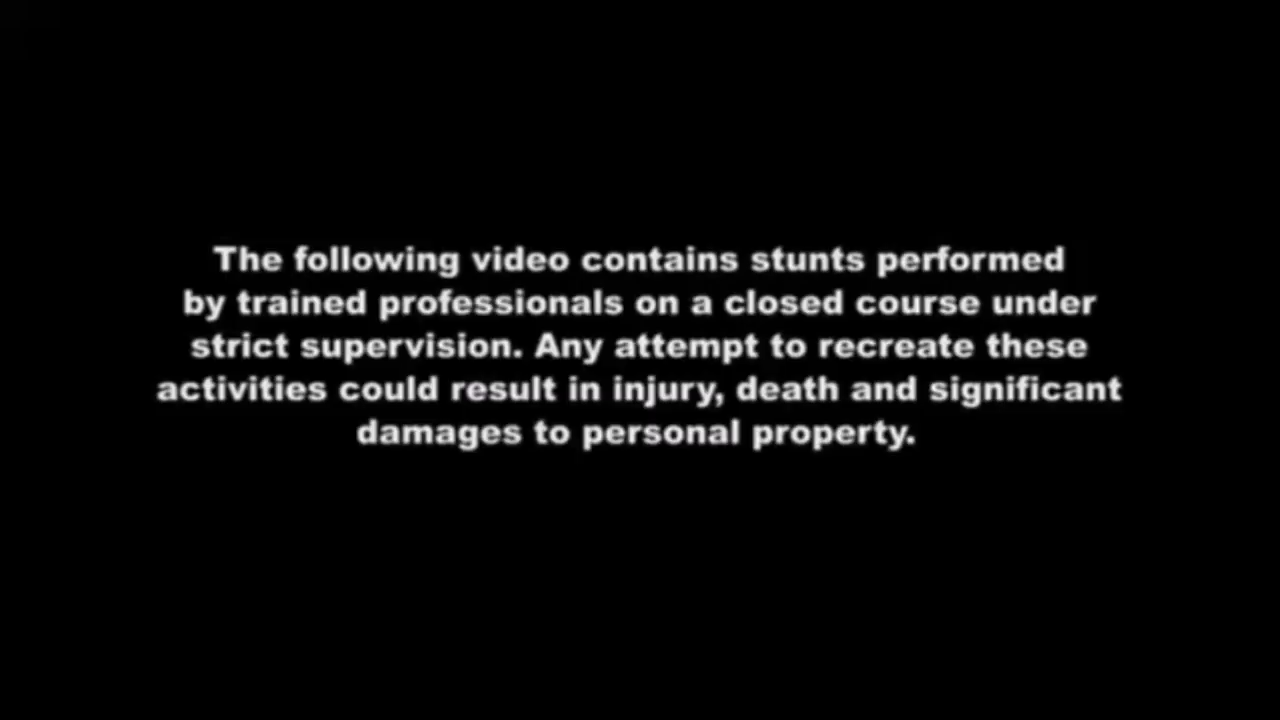 The following video contains stunts performed
by trained professionals on a closed course under
strict supervision. Any attempt to recreate these
activities could result in injury, death and significant
damages to personal property.